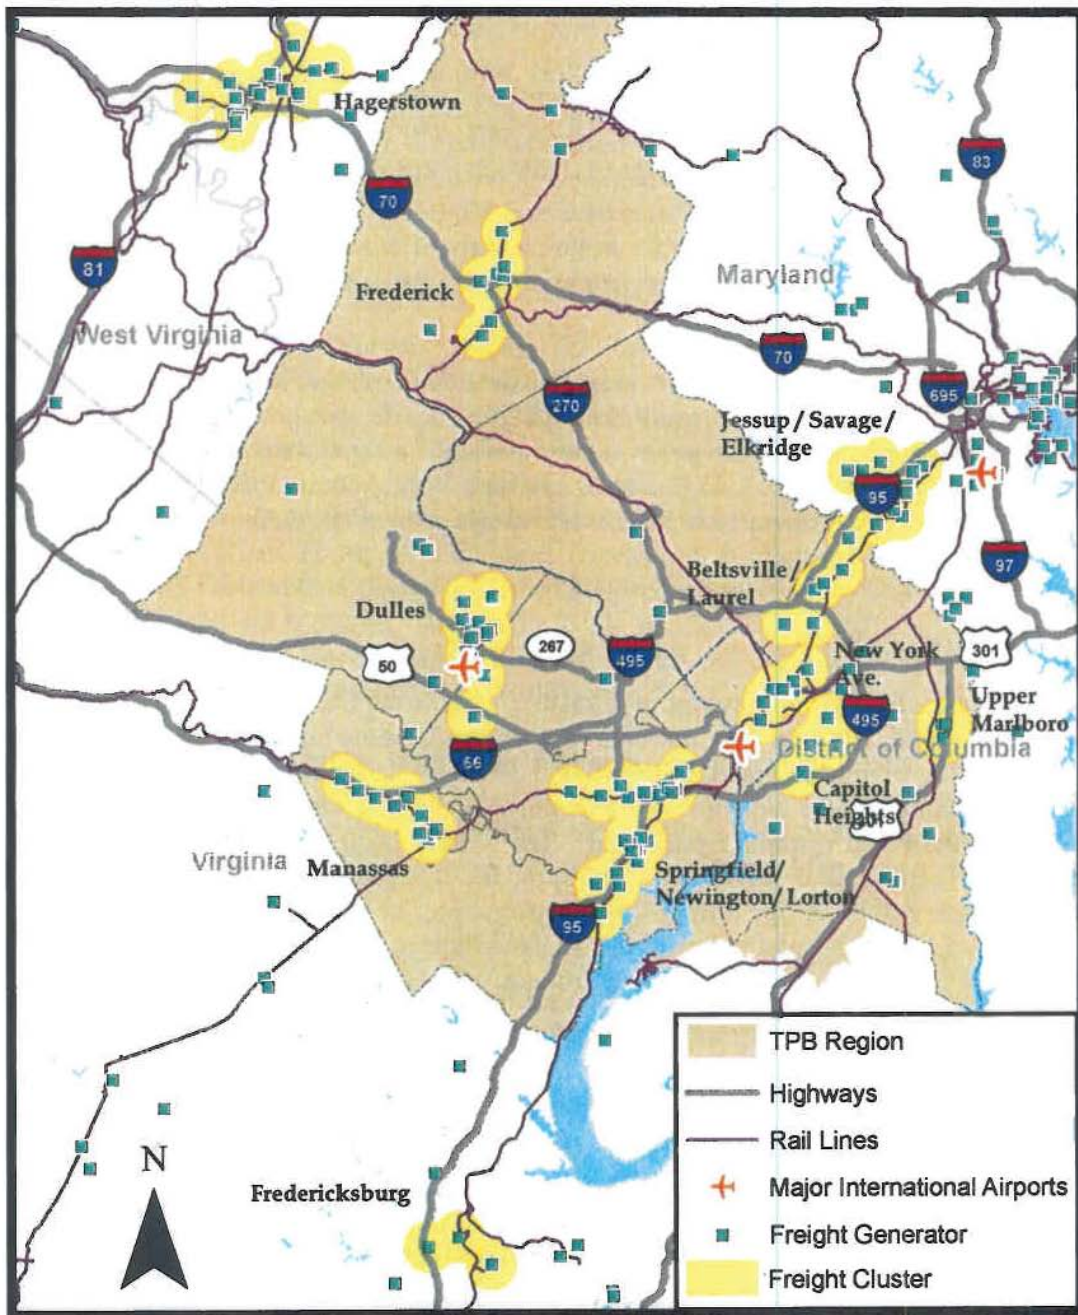 Hagerstown
83
70
81
Maryland
Frederick
West Virginia
70
270
695
Jessup / Savage /
Elkridge
95
97
Beltsville /
Laurel
Dulles
267
50
495
301
New York
Ave.
Upper
Marlboro
495
66
District of Columbia
Capitol
Heights
Virginia
Manassas
Springfield/
Newington/ Lorton
95
N
Fredericksburg
TPB Region
Highways
Rail Lines
Major International Airports
Freight Generator
Freight Cluster